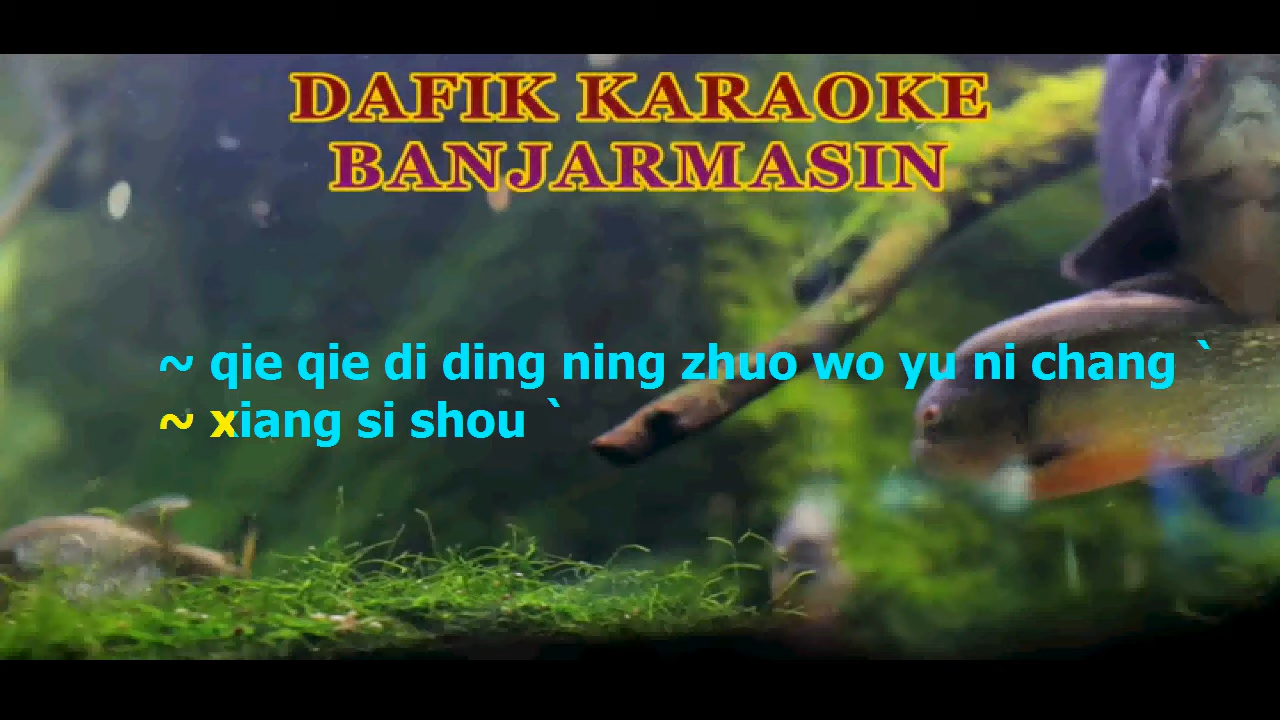 DAFIK KARAOKE
BANJARMASIN
~ qie qie di ding ning zhuo wo yu ni chang `
~ xiang si shou `